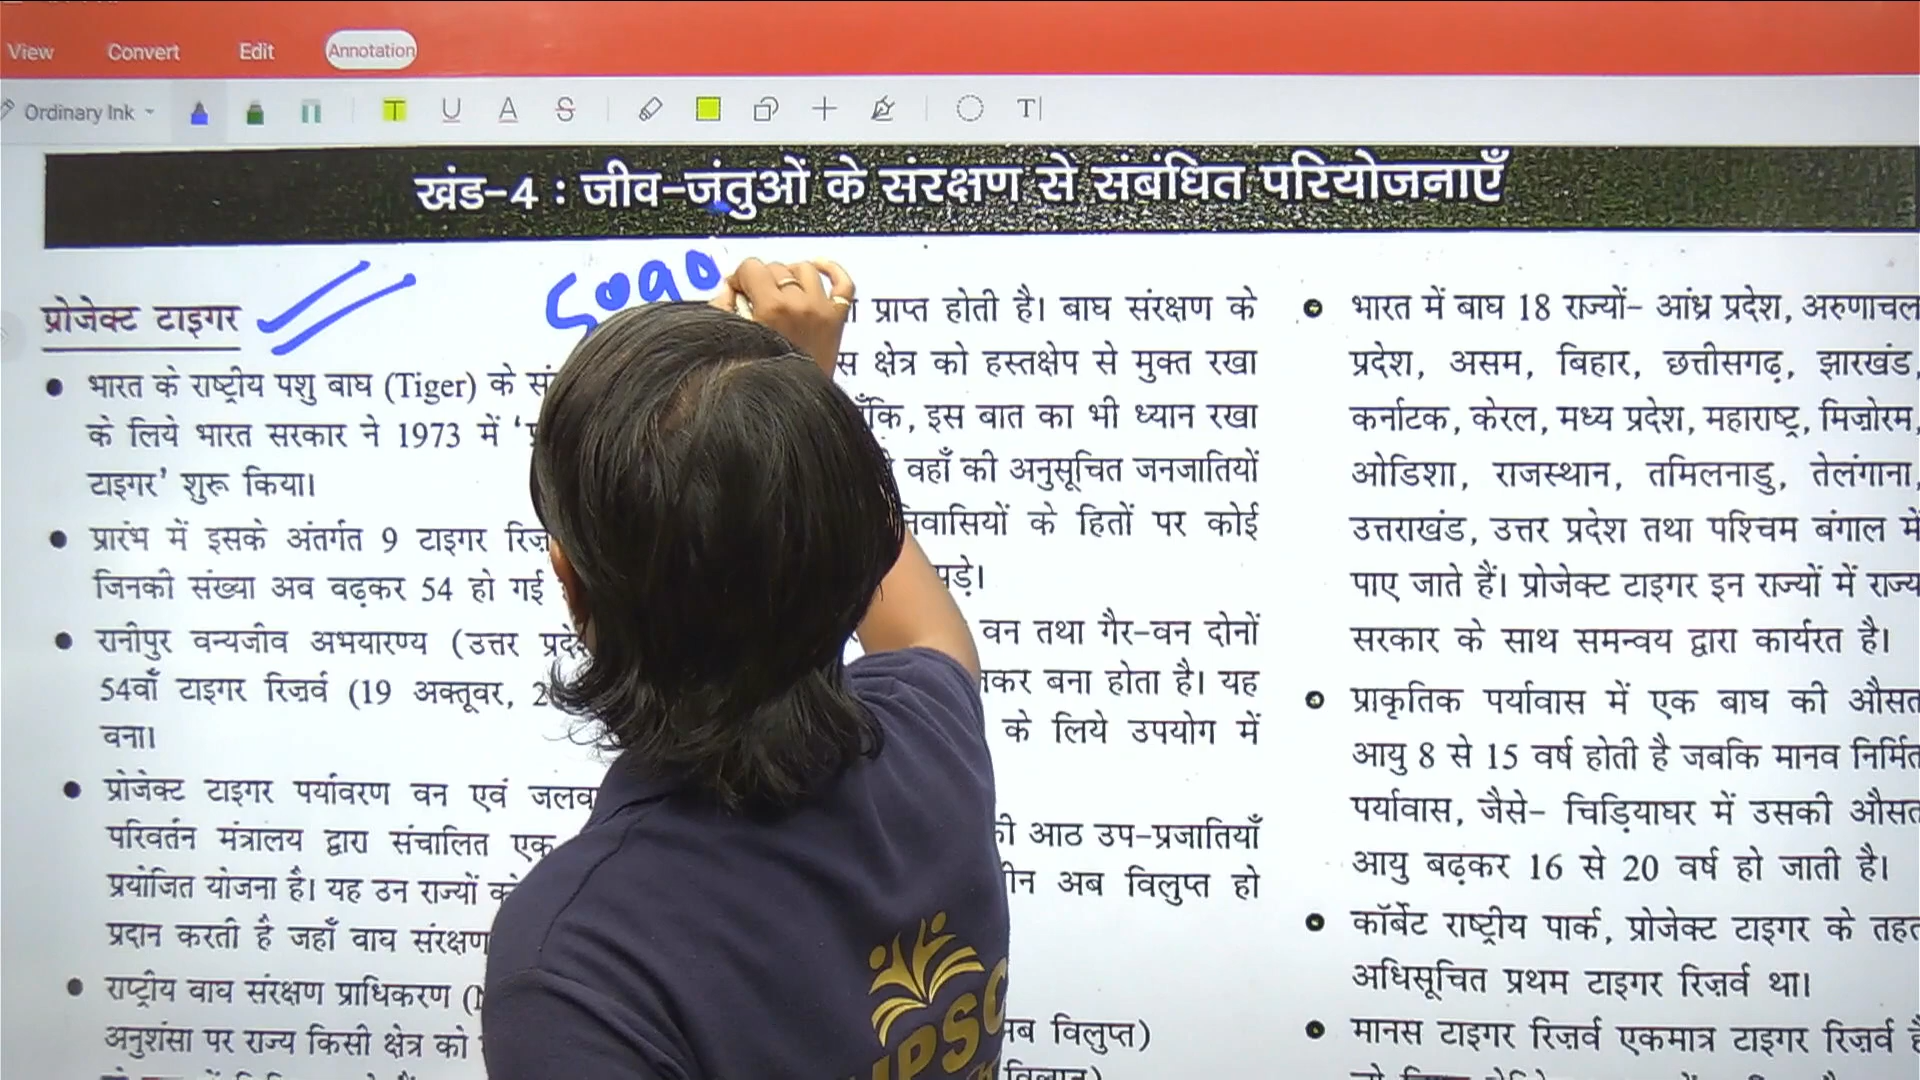 View Convert Edit Annotation
Ordinary Ink T U A S T
खंड-4 : जीव-जंतुओं के संरक्षण से संबंधित परियोजनाएँ
प्रोजेक्ट टाइगर
भारत के राष्ट्रीय पशु बाघ (Tiger) के
के लिये भारत सरकार ने 1973 में
टाइगर' शुरू किया।
प्रारंभ में इसके अंतर्गत 9 टाइगर
जिनकी संख्या अब बढ़कर 54 हो गई
रानीपुर वन्यजीव अभयारण्य (उत्तर
54वाँ टाइगर रिज़र्व (19 अक्तूबर,
बना।
प्रोजेक्ट टाइगर पर्यावरण वन एवं
परिवर्तन मंत्रालय द्वारा संचालित एक
प्रयोजित योजना है। यह उन राज्यों
प्रदान करती है जहाँ बाघ संरक्षण
राष्ट्रीय बाघ संरक्षण प्राधिकरण
अनुशंसा पर राज्य किसी क्षेत्र को
प्राप्त होती है। बाघ संरक्षण के
क्षेत्र को हस्तक्षेप से मुक्त रखा
इस बात का भी ध्यान रखा
वहाँ की अनुसूचित जनजातियों
के हितों पर कोई
वन तथा गैर-वन दोनों
बना होता है। यह
के लिये उपयोग में
आठ उप-प्रजातियाँ
अब विलुप्त हो
विलुप्त)
भारत में बाघ 18 राज्यों- आंध्र प्रदेश, अरुणाचल
प्रदेश, असम, बिहार, छत्तीसगढ़, झारखंड,
कर्नाटक, केरल, मध्य प्रदेश, महाराष्ट्र, मिज़ोरम,
ओडिशा, राजस्थान, तमिलनाडु, तेलंगाना,
उत्तराखंड, उत्तर प्रदेश तथा पश्चिम बंगाल में
पाए जाते हैं। प्रोजेक्ट टाइगर इन राज्यों में राज्य
सरकार के साथ समन्वय द्वारा कार्यरत है।
प्राकृतिक पर्यावास में एक बाघ की औसत
आयु 8 से 15 वर्ष होती है जबकि मानव निर्मित
पर्यावास, जैसे- चिड़ियाघर में उसकी औसत
आयु बढ़कर 16 से 20 वर्ष हो जाती है।
कॉर्बेट राष्ट्रीय पार्क, प्रोजेक्ट टाइगर के तहत
अधिसूचित प्रथम टाइगर रिज़र्व था।
मानस टाइगर रिज़र्व एकमात्र टाइगर रिज़र्व